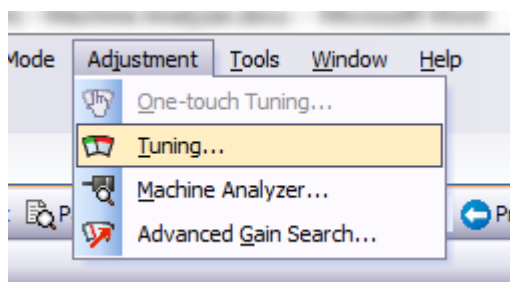 Mode Adjustment Tools Window Help
One-touch Tuning...
Tuning...
Machine Analyzer...
Advanced Gain Search...